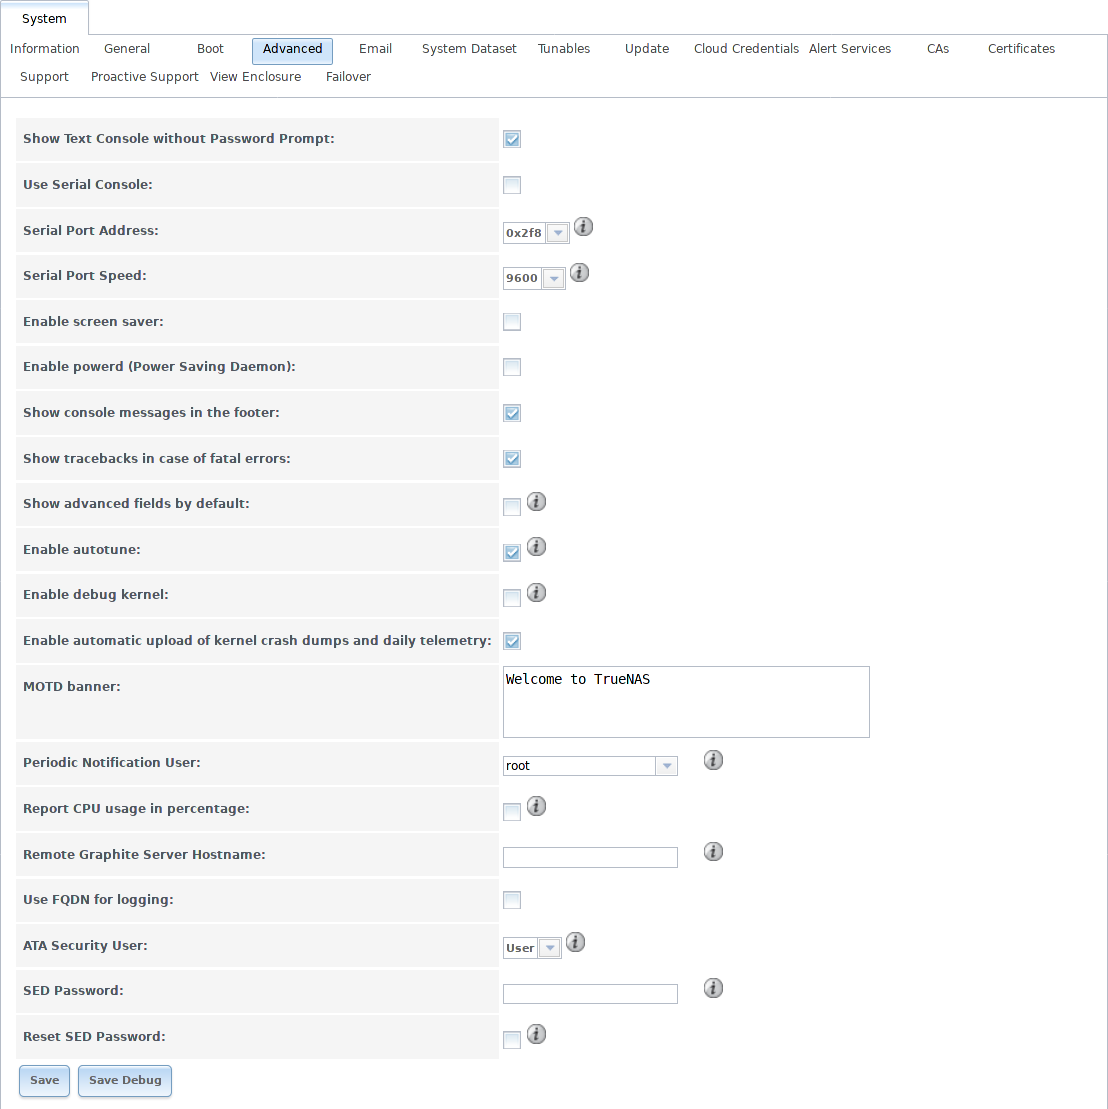 System
Information General Boot Advanced Email System Dataset Tunables Update Cloud Credentials Alert Services CAs Certificates
Support Proactive Support View Enclosure Failover
Show Text Console without Password Prompt:
Use Serial Console:
Serial Port Address: 0x2f8
Serial Port Speed: 9600
Enable screen saver:
Enable powerd (Power Saving Daemon):
Show console messages in the footer:
Show tracebacks in case of fatal errors:
Show advanced fields by default:
Enable autotune:
Enable debug kernel:
Enable automatic upload of kernel crash dumps and daily telemetry:
MOTD banner: Welcome to TrueNAS
Periodic Notification User: root
Report CPU usage in percentage:
Remote Graphite Server Hostname:
Use FQDN for logging:
ATA Security User: User
SED Password:
Reset SED Password:
Save Save Debug